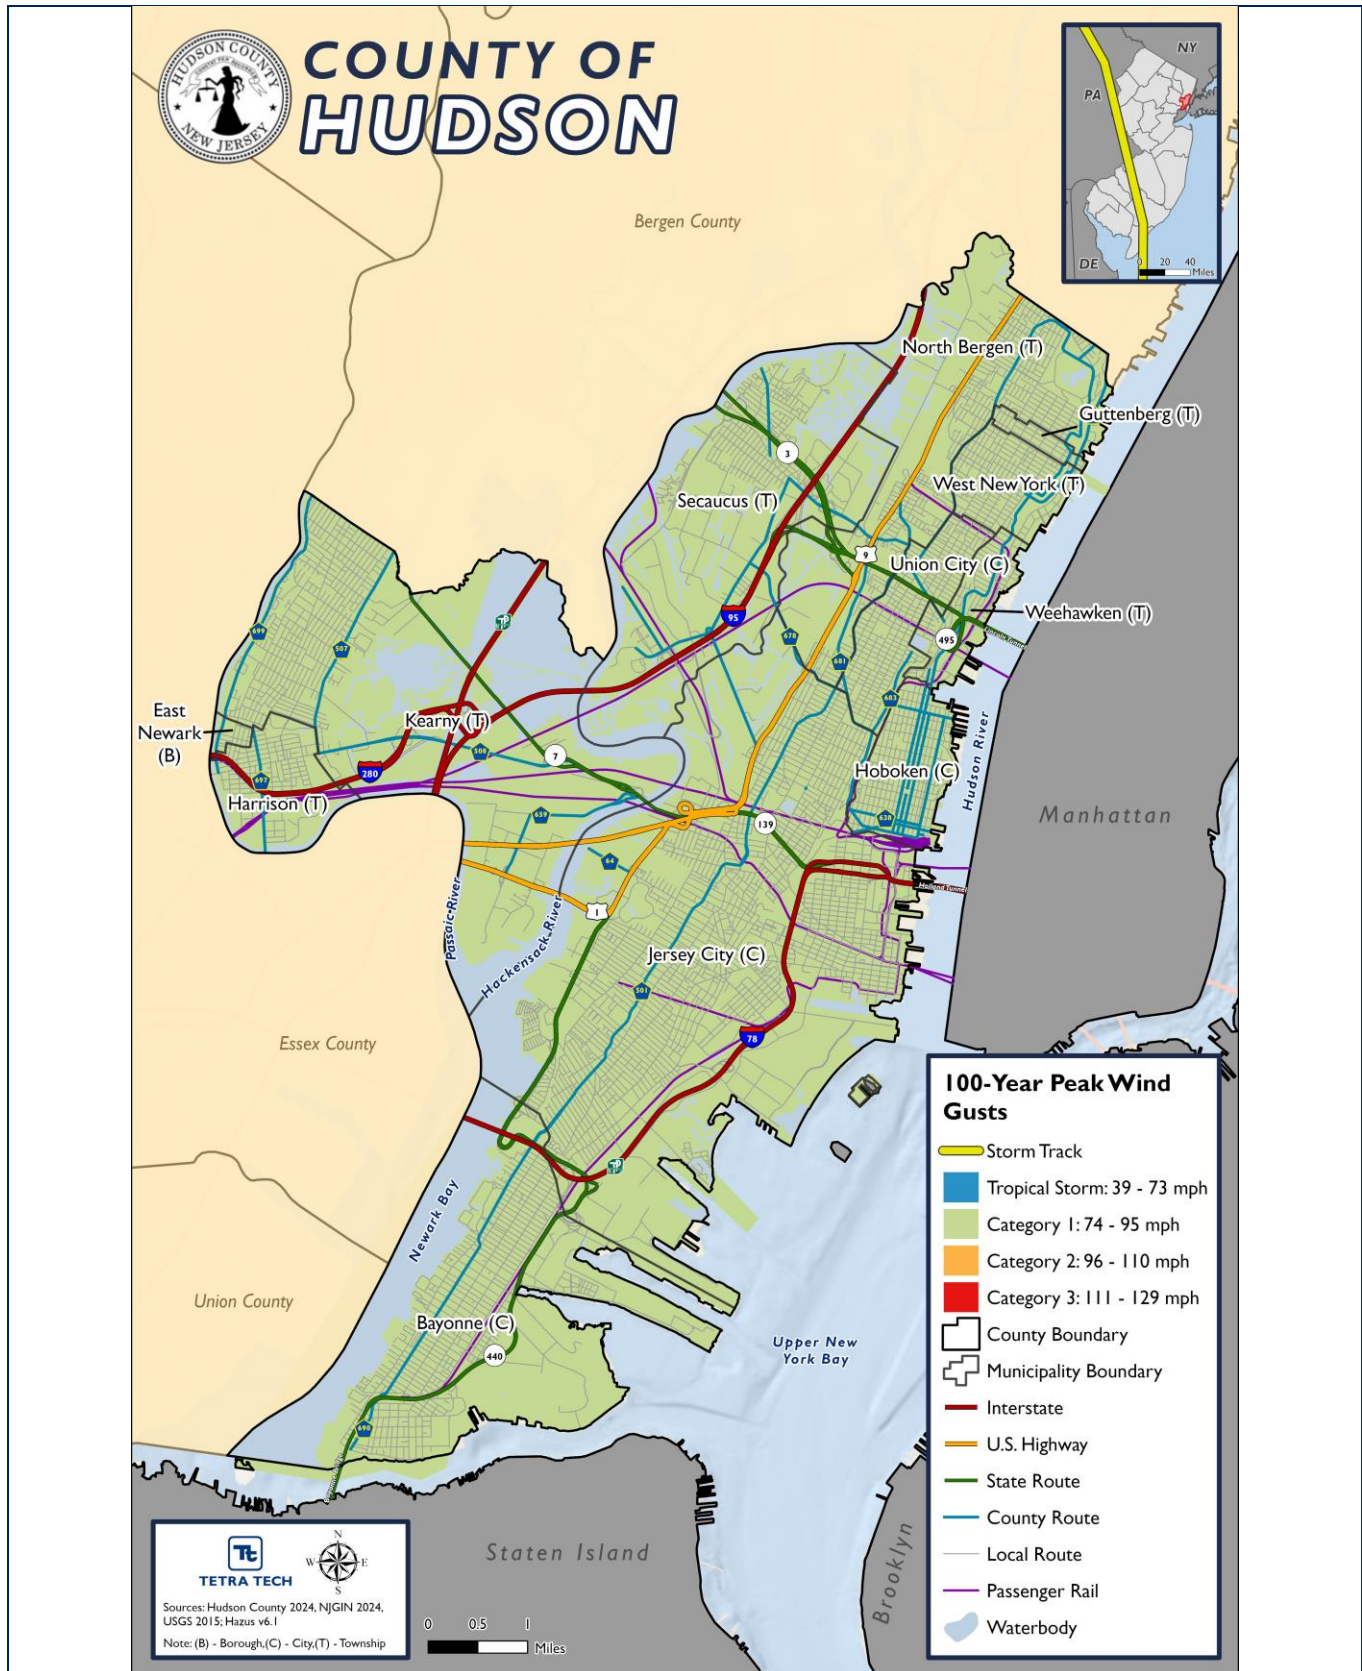 HUDSON COUNTY
NEW JERSEY
COUNTY OF
HUDSON
NY
PA
DE
0 20 40
Miles
Bergen County
North Bergen (T)
Guttenberg (T)
3
West New York (T)
Secaucus (T)
9
Union City (C)
Weehawken (T)
95
Lincoln Tunnel
699
507
670
495
681
683
East
Newark
(B)
Kearny (T)
508
7
280
697
Harrison (T)
Hoboken (C)
Hudson River
Manhattan
659
139
638
64
Holland Tunnel
1
Passaic River
Hackensack River
Jersey City (C)
501
78
Essex County
Newark Bay
Union County
Bayonne (C)
440
Upper New
York Bay
690
Staten Island
Brooklyn
100-Year Peak Wind
Gusts
Storm Track
Tropical Storm: 39 - 73 mph
Category 1: 74 - 95 mph
Category 2: 96 - 110 mph
Category 3: 111 - 129 mph
County Boundary
Municipality Boundary
Interstate
U.S. Highway
State Route
County Route
Local Route
Passenger Rail
Waterbody
Tt
TETRA TECH
N
W E
S
Sources: Hudson County 2024, NJGIN 2024,
USGS 2015; Hazus v6.1
Note: (B) - Borough,(C) - City,(T) - Township
0 0.5 1
Miles